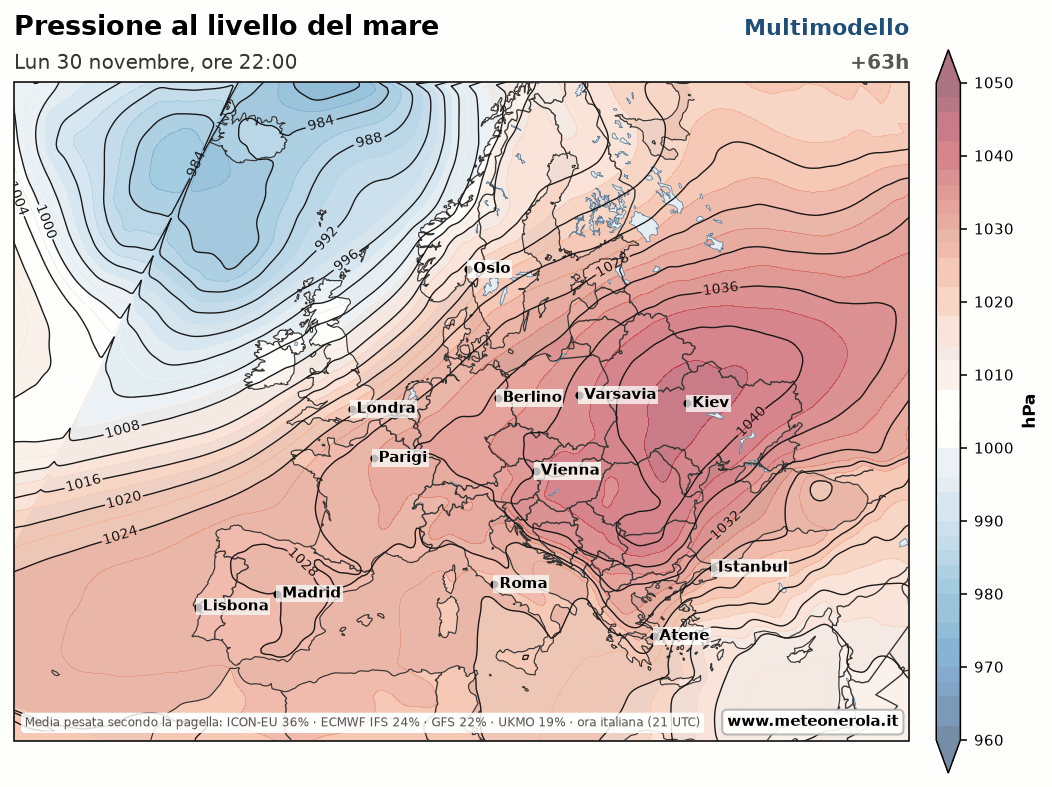 Pressione al livello del mare
Multimodello
Lun 30 novembre, ore 22:00
+63h
1050
984
988
1040
984
1004
1000
992
1030
996
Oslo
1028
1036
1020
1010
Berlino
Varsavia
Kiev
Londra
1040
hPa
1008
1000
Parigi
Vienna
1016
1020
990
1032
1024
1028
Istanbul
Roma
Madrid
980
Lisbona
Atene
970
Media pesata secondo la pagella: ICON-EU 36% · ECMWF IFS 24% · GFS 22% · UKMO 19% · ora italiana (21 UTC)
www.meteonerola.it
960